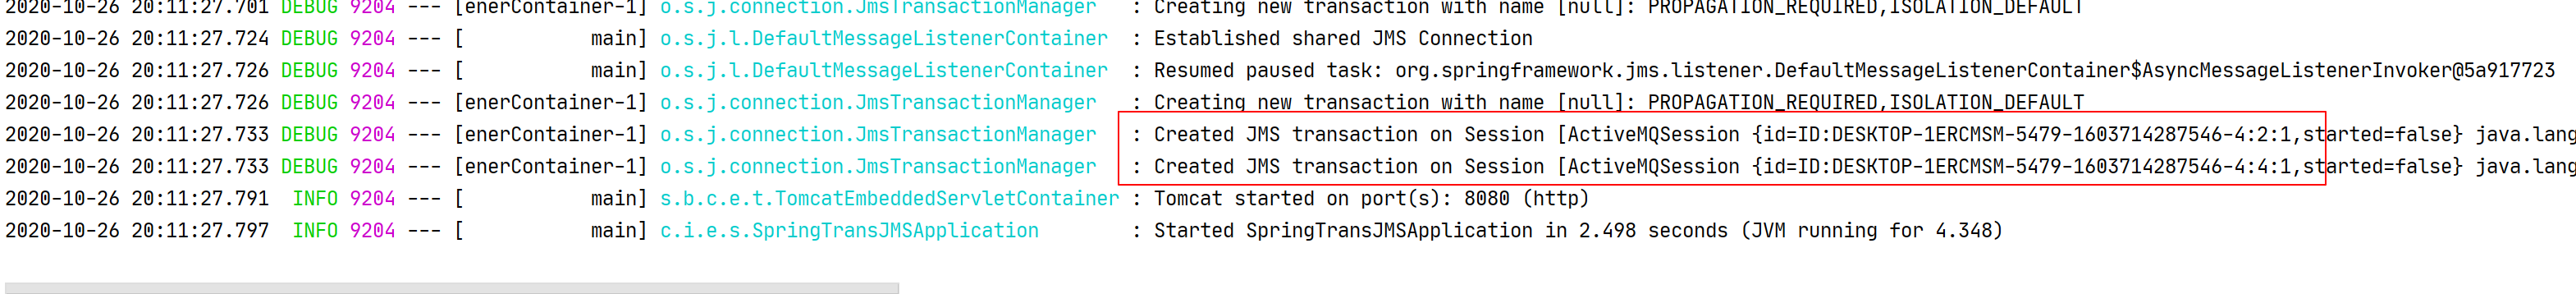 2020-10-26 20:11:27.701 DEBUG 9204 --- [enerContainer-1] o.s.j.connection.JmsTransactionManager   : Creating new transaction with name [null]: PROPAGATION_REQUIRED,ISOLATION_DEFAULT
2020-10-26 20:11:27.724 DEBUG 9204 --- [           main] o.s.j.l.DefaultMessageListenerContainer  : Established shared JMS Connection
2020-10-26 20:11:27.726 DEBUG 9204 --- [           main] o.s.j.l.DefaultMessageListenerContainer  : Resumed paused task: org.springframework.jms.listener.DefaultMessageListenerContainer$AsyncMessageListenerInvoker@5a917723
2020-10-26 20:11:27.726 DEBUG 9204 --- [enerContainer-1] o.s.j.connection.JmsTransactionManager   : Creating new transaction with name [null]: PROPAGATION_REQUIRED,ISOLATION_DEFAULT
2020-10-26 20:11:27.733 DEBUG 9204 --- [enerContainer-1] o.s.j.connection.JmsTransactionManager   : Created JMS transaction on Session [ActiveMQSession {id=ID:DESKTOP-1ERCMSM-5479-1603714287546-4:2:1,started=false} java.lang
2020-10-26 20:11:27.733 DEBUG 9204 --- [enerContainer-1] o.s.j.connection.JmsTransactionManager   : Created JMS transaction on Session [ActiveMQSession {id=ID:DESKTOP-1ERCMSM-5479-1603714287546-4:4:1,started=false} java.lang
2020-10-26 20:11:27.791  INFO 9204 --- [           main] s.b.c.e.t.TomcatEmbeddedServletContainer : Tomcat started on port(s): 8080 (http)
2020-10-26 20:11:27.797  INFO 9204 --- [           main] c.i.e.s.SpringTransJMSApplication        : Started SpringTransJMSApplication in 2.498 seconds (JVM running for 4.348)